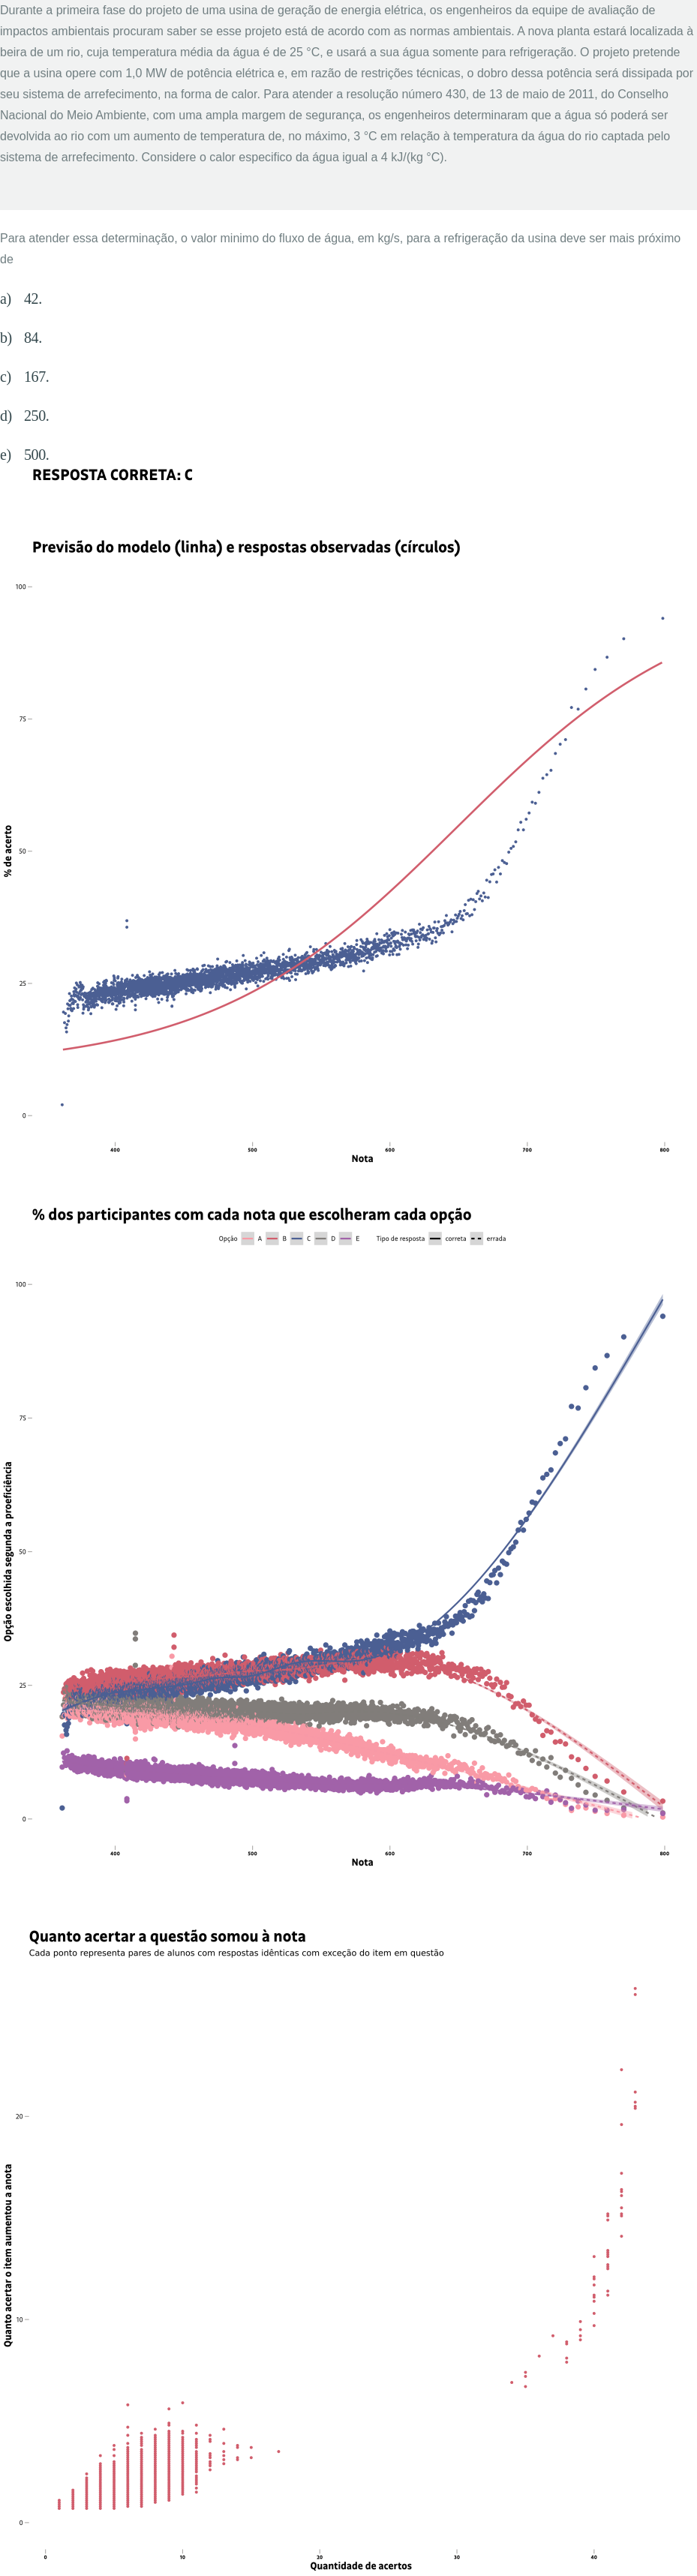 Durante a primeira fase do projeto de uma usina de geração de energia elétrica, os engenheiros da equipe de avaliação de
impactos ambientais procuram saber se esse projeto está de acordo com as normas ambientais. A nova planta estará localizada à
beira de um rio, cuja temperatura média da água é de 25 °C, e usará a sua água somente para refrigeração. O projeto pretende
que a usina opere com 1,0 MW de potência elétrica e, em razão de restrições técnicas, o dobro dessa potência será dissipada por
seu sistema de arrefecimento, na forma de calor. Para atender a resolução número 430, de 13 de maio de 2011, do Conselho
Nacional do Meio Ambiente, com uma ampla margem de segurança, os engenheiros determinaram que a água só poderá ser
devolvida ao rio com um aumento de temperatura de, no máximo, 3 °C em relação à temperatura da água do rio captada pelo
sistema de arrefecimento. Considere o calor especifico da água igual a 4 kJ/(kg °C).
Para atender essa determinação, o valor minimo do fluxo de água, em kg/s, para a refrigeração da usina deve ser mais próximo
de
a) 42.
b) 84.
c) 167.
d) 250.
e) 500.
RESPOSTA CORRETA: C
Previsão do modelo (linha) e respostas observadas (círculos)
100
75
50
25
0
% de acerto
400 500 600 700 800
Nota
% dos participantes com cada nota que escolheram cada opção
Opção A B C D E Tipo de resposta correta errada
100
75
50
25
0
Opção escolhida segunda a proeficiência
400 500 600 700 800
Nota
Quanto acertar a questão somou à nota
Cada ponto representa pares de alunos com respostas idênticas com exceção do item em questão
20
10
0
Quanto acertar o item aumentou a anota
0 10 20 30 40
Quantidade de acertos